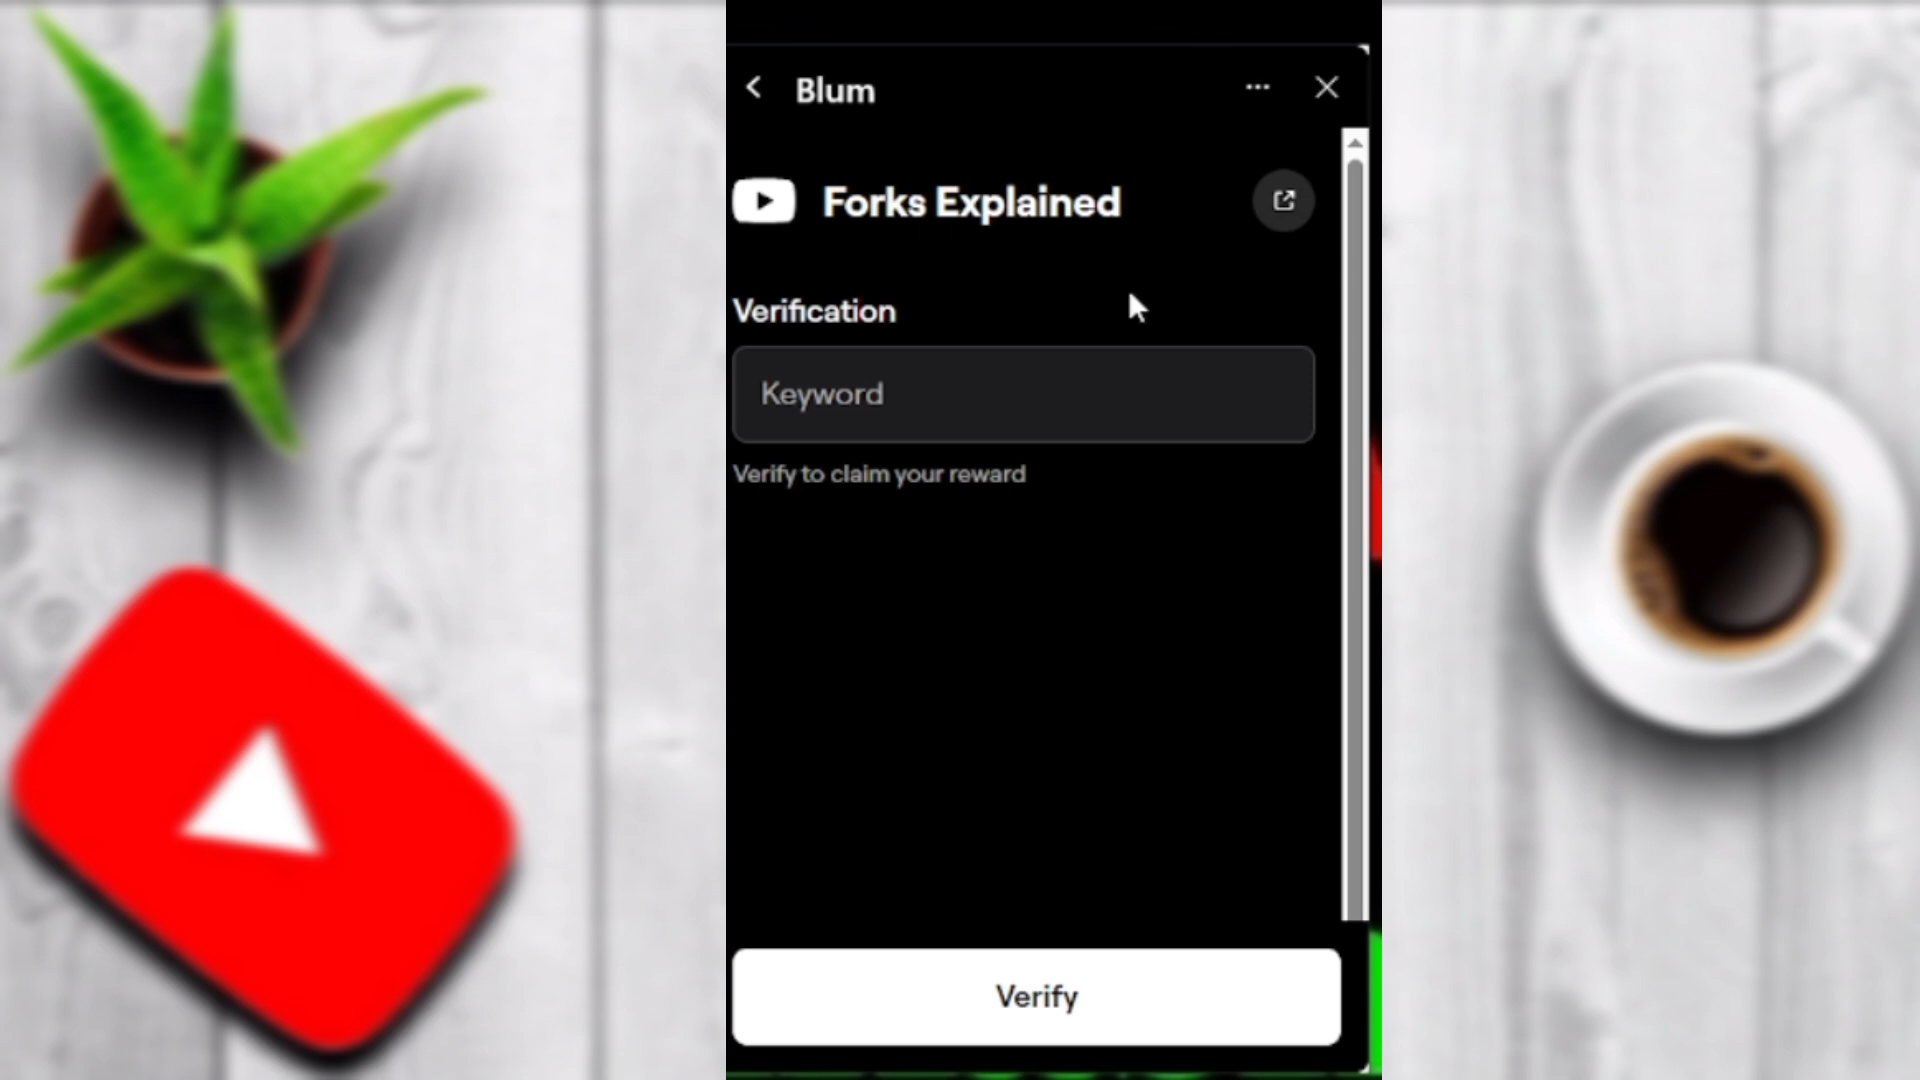 Blum
Forks Explained
Verification
Keyword
Verify to claim your reward
Verify